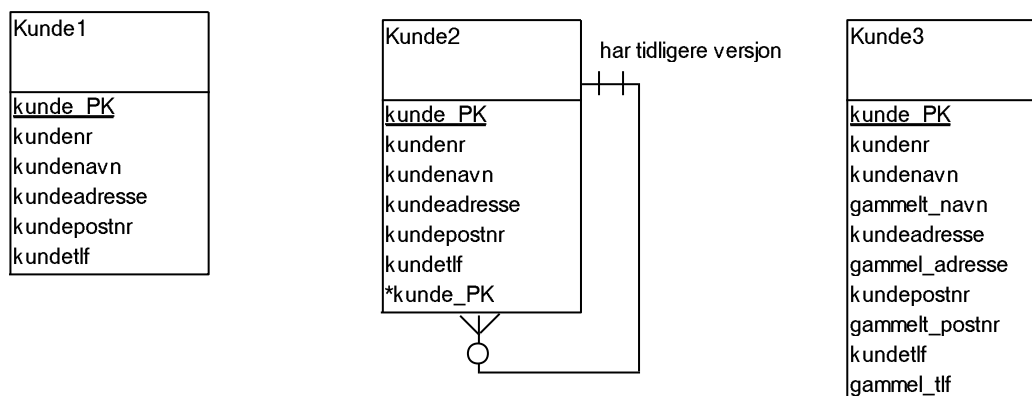 Kunde1
kunde_PK
kundenr
kundenavn
kundeadresse
kundepostnr
kundetlf
Kunde2
kunde_PK
kundenr
kundenavn
kundeadresse
kundepostnr
kundetlf
*kunde_PK
har tidligere versjon
Kunde3
kunde_PK
kundenr
kundenavn
gammelt_navn
kundeadresse
gammel_adresse
kundepostnr
gammelt_postnr
kundetlf
gammel_tlf